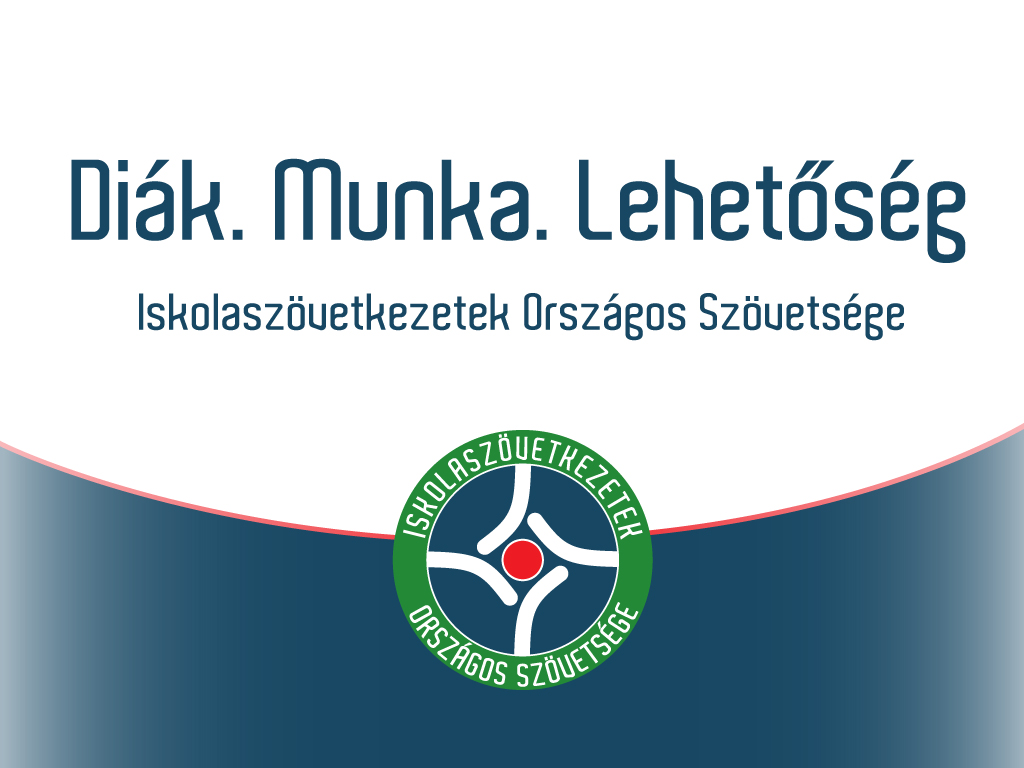 Diák. Munka. Lehetőség
Iskolaszövetkezetek Országos Szövetsége
ISKOLASZÖVETKEZETEK
ORSZÁGOS SZÖVETSÉGE